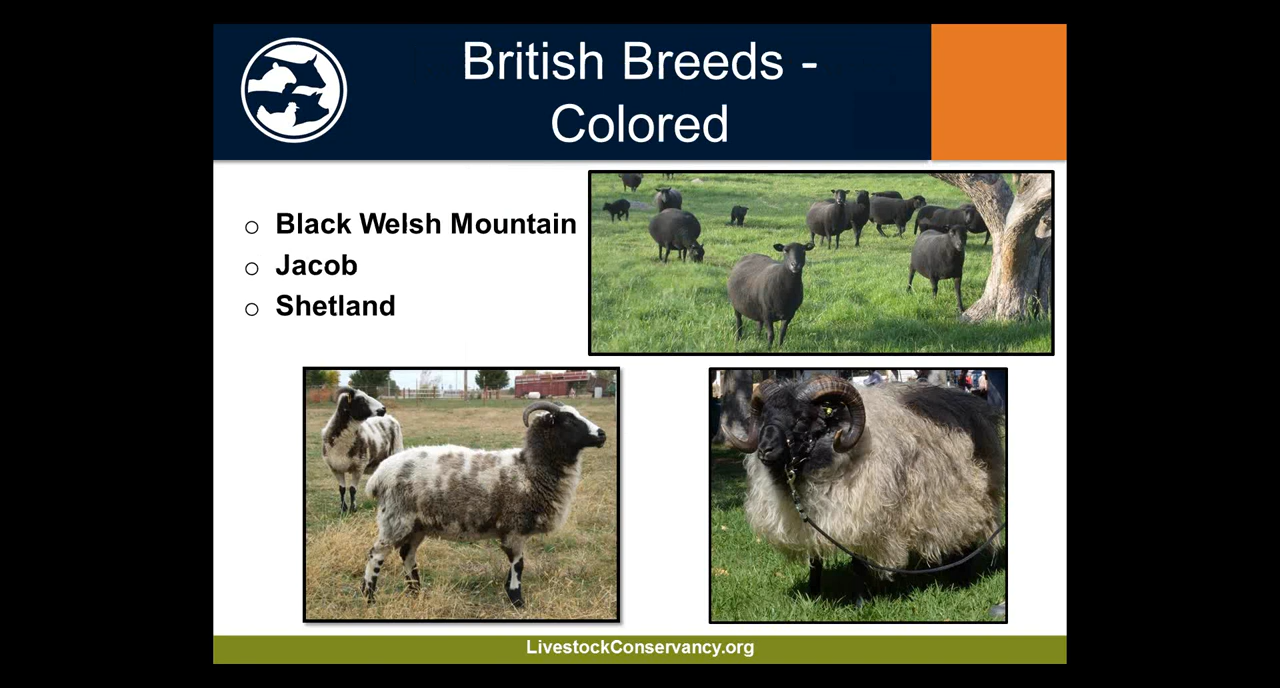 British Breeds -
Colored
Black Welsh Mountain
Jacob
Shetland
LivestockConservancy.org